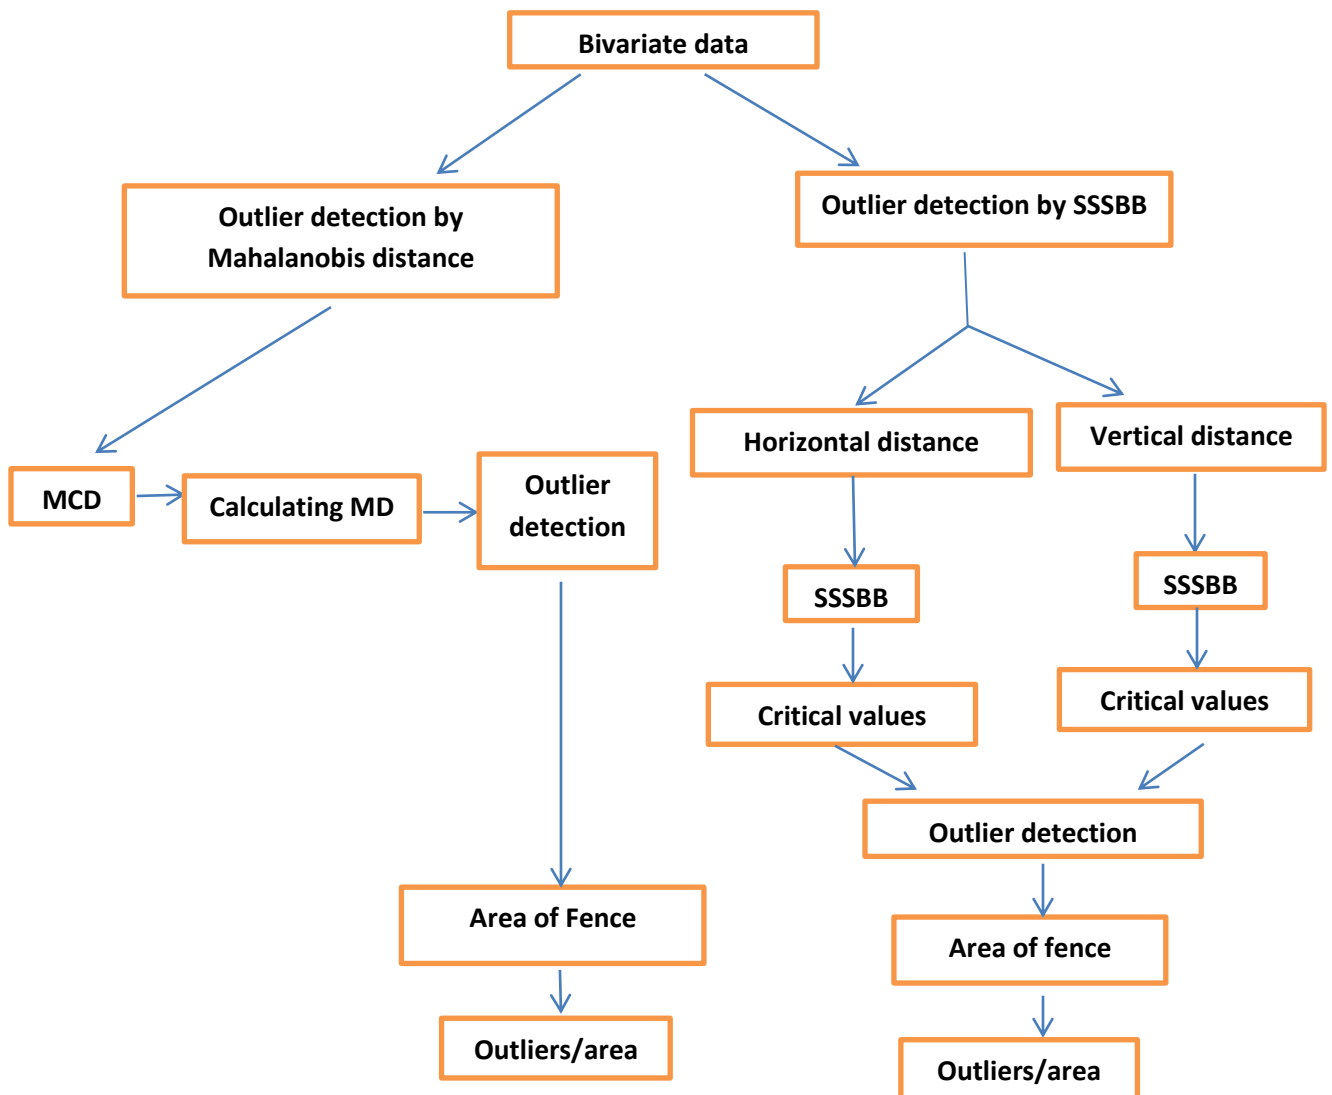 Bivariate data
Outlier detection by
Mahalanobis distance
Outlier detection by SSSBB
Horizontal distance
Vertical distance
MCD
Calculating MD
Outlier
detection
SSSBB
SSSBB
Critical values
Critical values
Outlier detection
Area of Fence
Area of fence
Outliers/area
Outliers/area